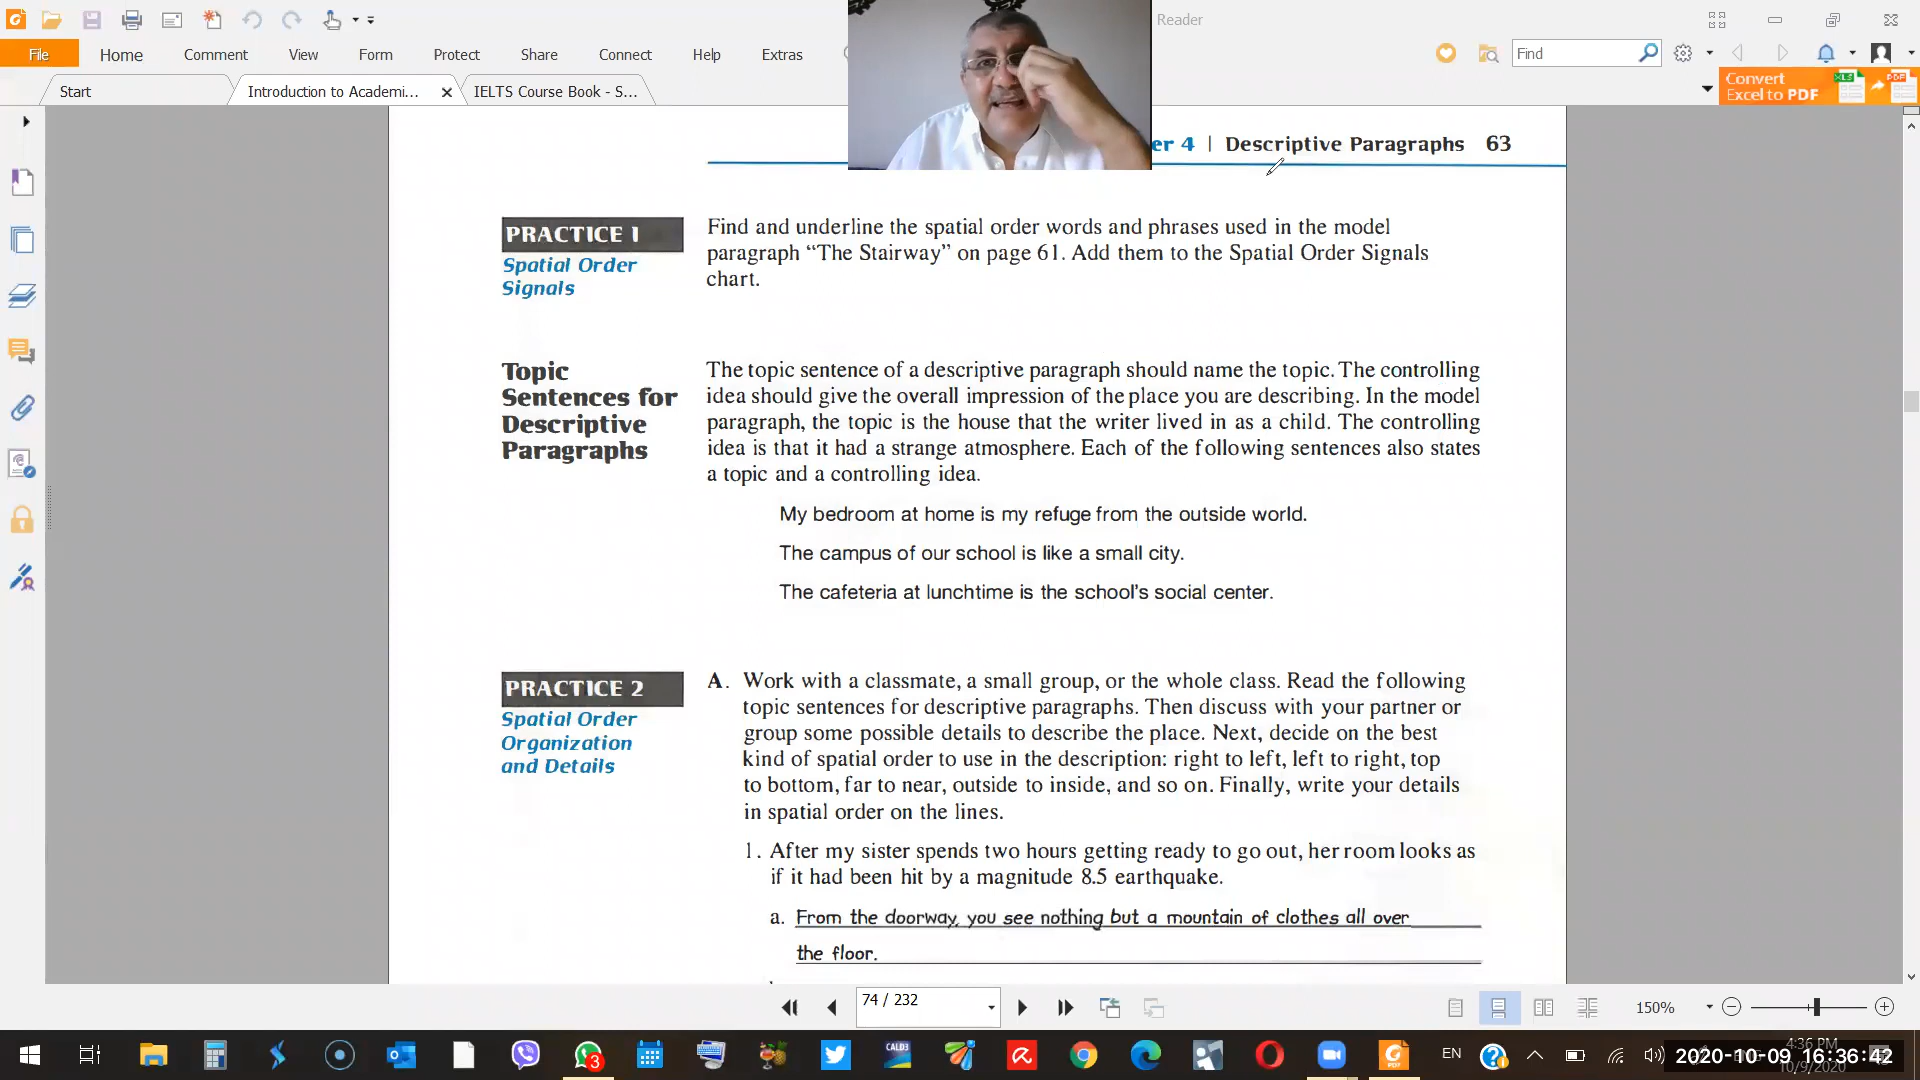 Reader
File
Home
Comment
View
Form
Protect
Share
Connect
Help
Extras
Find
Start
Introduction to Academi...
IELTS Course Book - S...
Convert
Excel to PDF
er 4 | Descriptive Paragraphs 63
PRACTICE 1
Spatial Order
Signals
Find and underline the spatial order words and phrases used in the model
paragraph “The Stairway” on page 61. Add them to the Spatial Order Signals
chart.
Topic
Sentences for
Descriptive
Paragraphs
The topic sentence of a descriptive paragraph should name the topic. The controlling
idea should give the overall impression of the place you are describing. In the model
paragraph, the topic is the house that the writer lived in as a child. The controlling
idea is that it had a strange atmosphere. Each of the following sentences also states
a topic and a controlling idea.
My bedroom at home is my refuge from the outside world.
The campus of our school is like a small city.
The cafeteria at lunchtime is the school’s social center.
PRACTICE 2
Spatial Order
Organization
and Details
A. Work with a classmate, a small group, or the whole class. Read the following
topic sentences for descriptive paragraphs. Then discuss with your partner or
group some possible details to describe the place. Next, decide on the best
kind of spatial order to use in the description: right to left, left to right, top
to bottom, far to near, outside to inside, and so on. Finally, write your details
in spatial order on the lines.
1. After my sister spends two hours getting ready to go out, her room looks as
if it had been hit by a magnitude 8.5 earthquake.
a. From the doorway, you see nothing but a mountain of clothes all over
the floor.
74 / 232
150%
3
CALD3
EN
4:36 PM
10/9/2020
2020-10-09 16:36:42